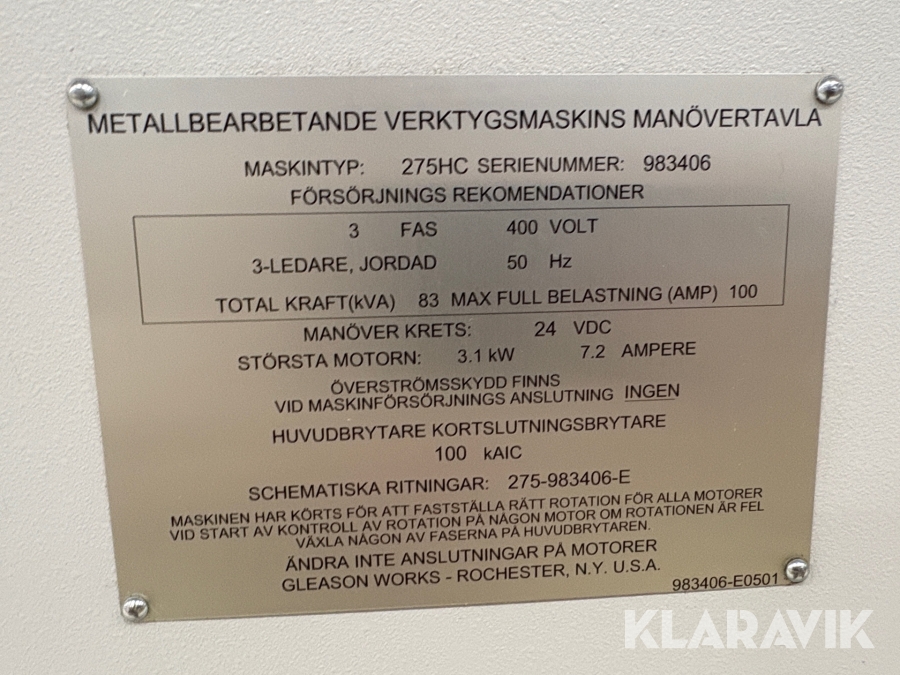 METALLBEARBETANDE VERKTYGSMASKINS MANÖVERTAVLA
MASKINTYP: 275HC SERIENUMMER: 983406
FÖRSÖRJNINGS REKOMENDATIONER
3 FAS 400 VOLT
3-LEDARE, JORDAD 50 Hz
TOTAL KRAFT(kVA) 83 MAX FULL BELASTNING (AMP) 100
MANÖVER KRETS: 24 VDC
STÖRSTA MOTORN: 3.1 kW 7.2 AMPERE
ÖVERSTRÖMSSKYDD FINNS
VID MASKINFÖRSÖRJNINGS ANSLUTNING INGEN
HUVUDBRYTARE KORTSLUTNINGSBRYTARE
100 kAIC
SCHEMATISKA RITNINGAR: 275-983406-E
MASKINEN HAR KÖRTS FÖR ATT FASTSTÄLLA RÄTT ROTATION FÖR ALLA MOTORER
VID START AV KONTROLL AV ROTATION PÅ NÅGON MOTOR OM ROTATIONEN ÄR FEL
VÄXLA NÅGON AV FASERNA PÅ HUVUDBRYTAREN.
ÄNDRA INTE ANSLUTNINGAR PÅ MOTORER
GLEASON WORKS - ROCHESTER, N.Y. U.S.A.
983406-E0501
KLARAVIK